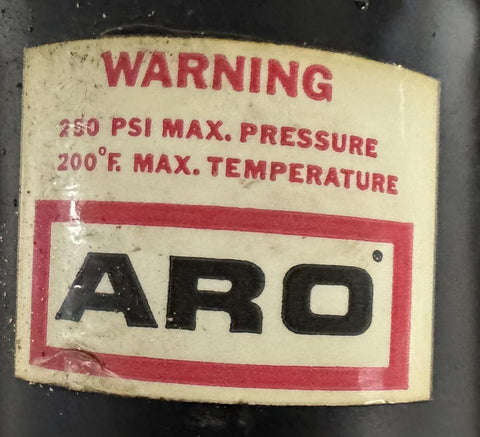 WARNING
250 PSI MAX. PRESSURE
200°F. MAX. TEMPERATURE
ARO